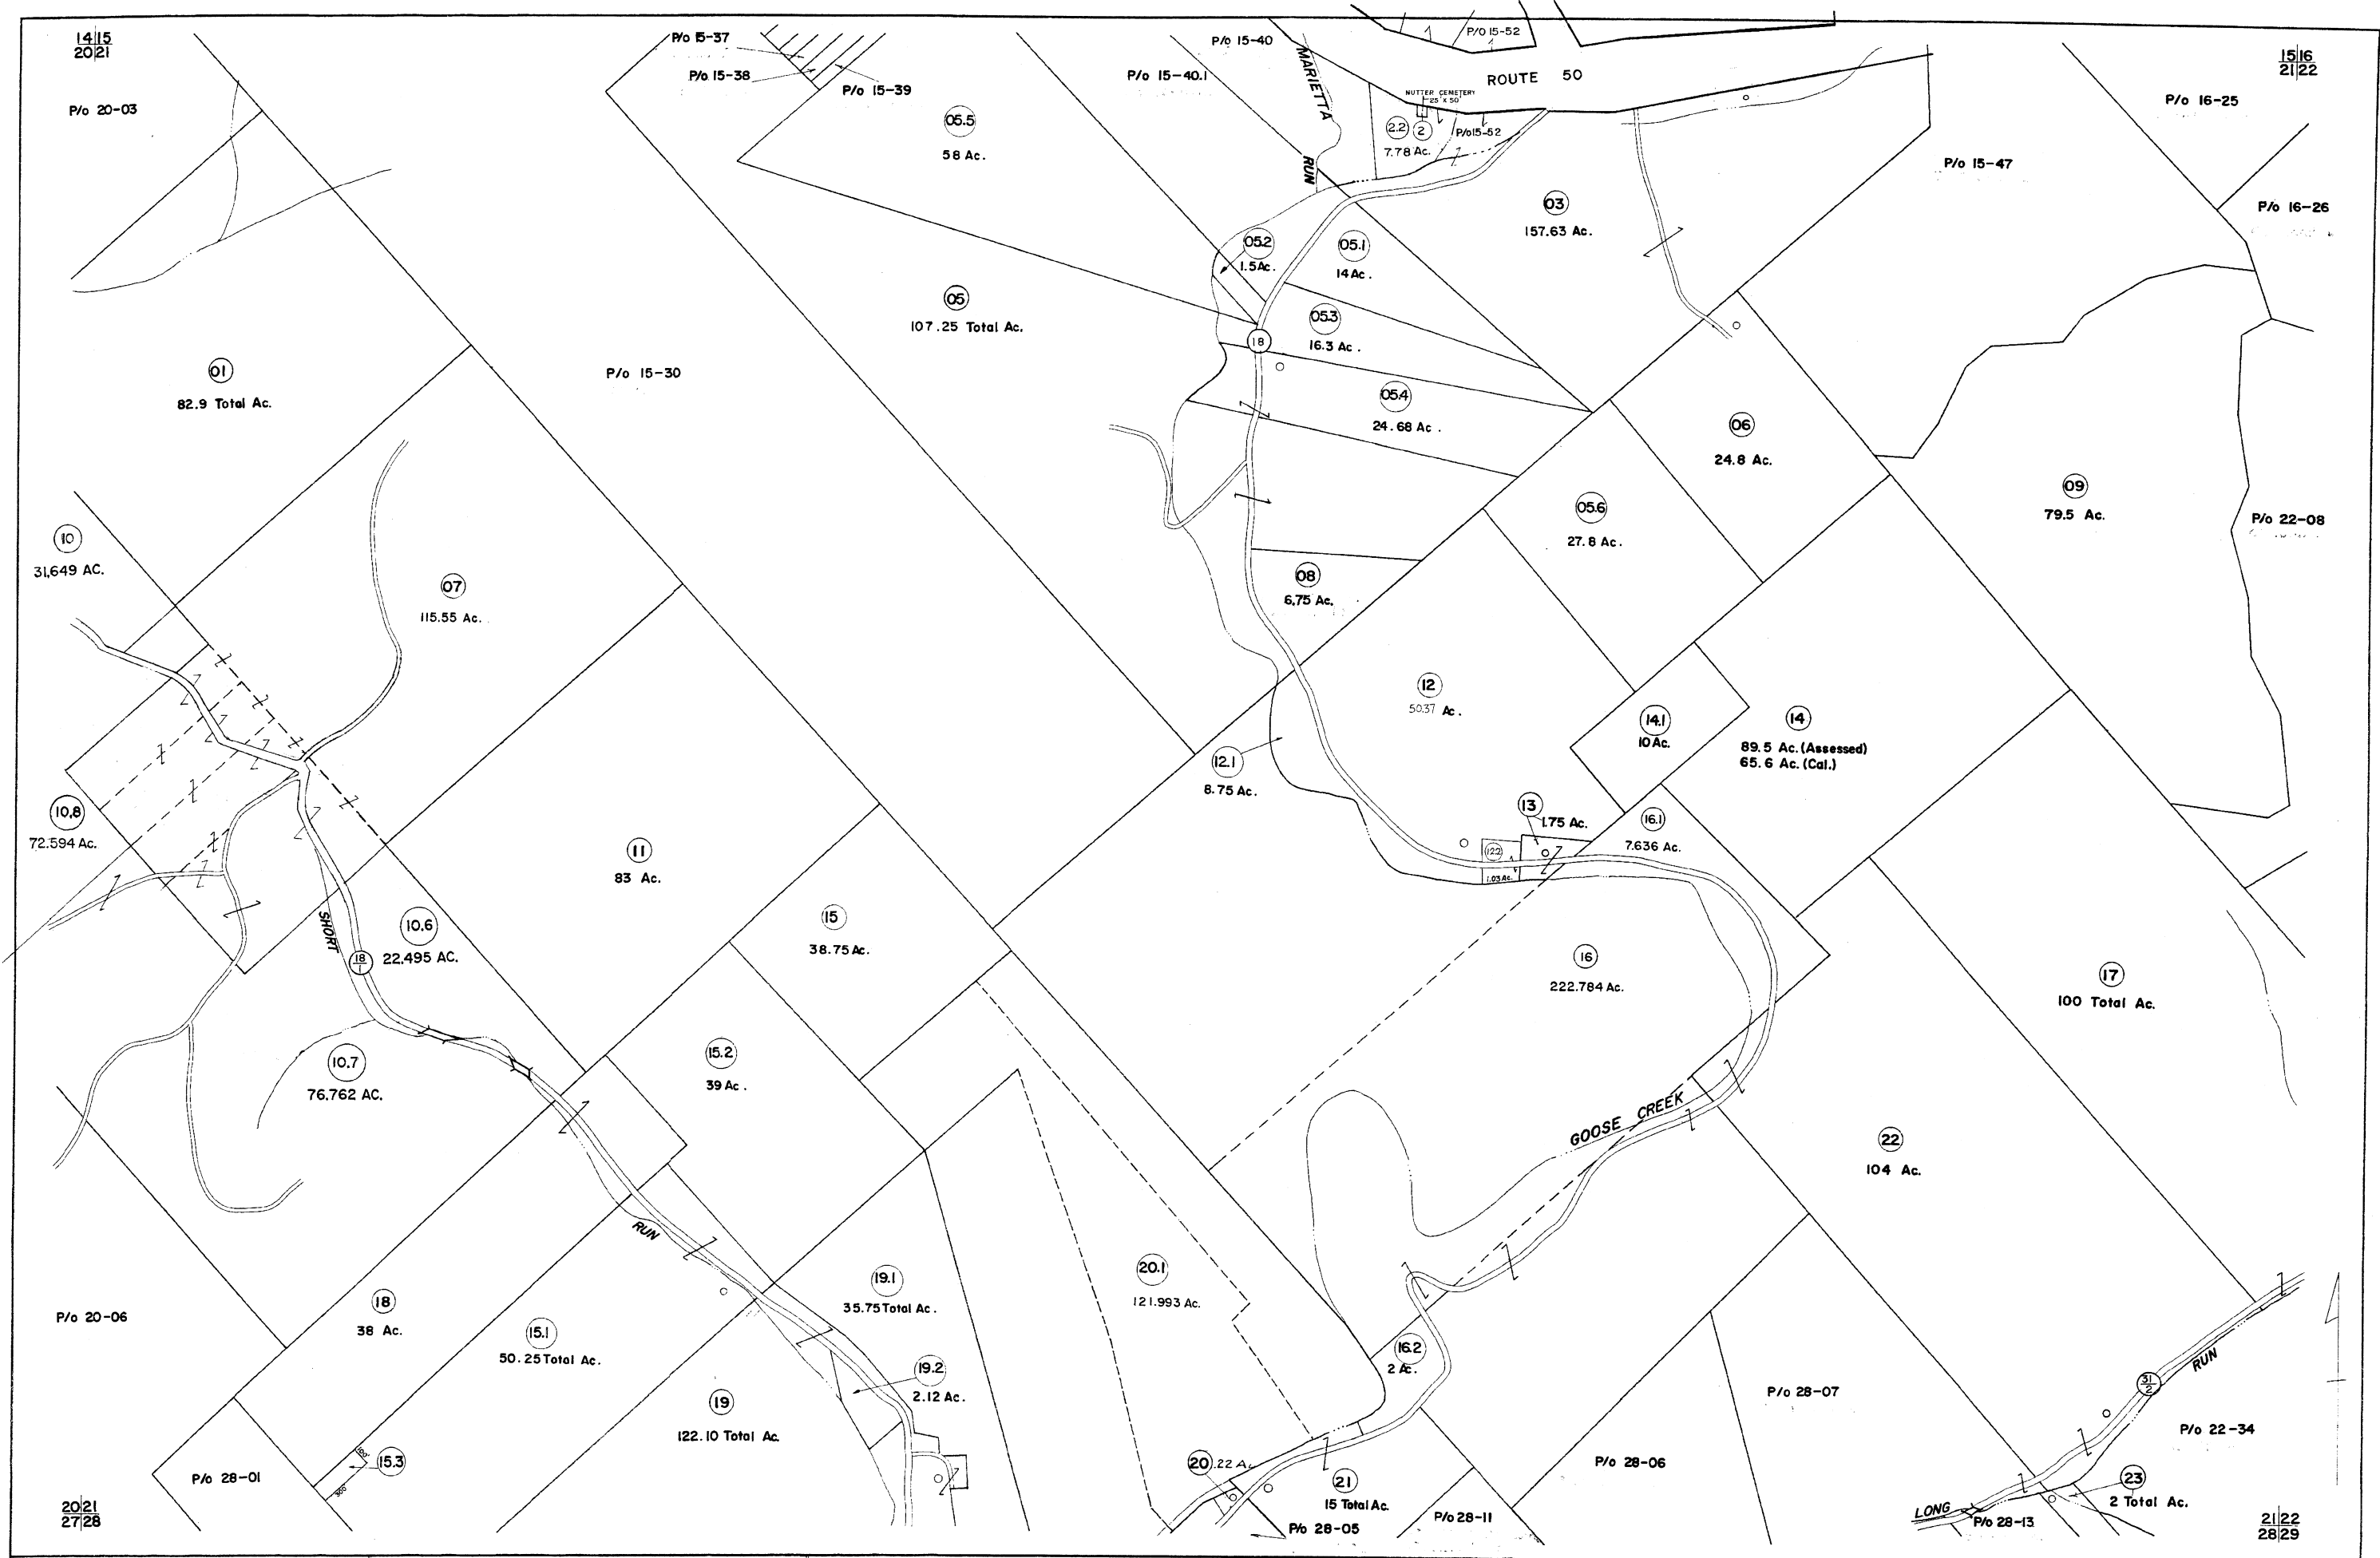 14|15
20|21
P/o 15-37
P/o 15-38
P/o 15-39
P/o 15-40
P/o 15-40.1
MARIETTA
RUN
P/O 15-52
ROUTE 50
15|16
21|22
P/o 20-03
P/o 16-25
NUTTER CEMETERY
25' X 50'
2.2
2
P/o 15-52
7.78 Ac.
05.5
58 Ac.
P/o 15-47
P/o 16-26
03
157.63 Ac.
05.2
1.5 Ac.
05.1
14 Ac.
05
107.25 Total Ac.
05.3
16.3 Ac.
18
01
82.9 Total Ac.
P/o 15-30
05.4
24.68 Ac.
06
24.8 Ac.
09
79.5 Ac.
P/o 22-08
05.6
27.8 Ac.
10
31.649 AC.
07
115.55 Ac.
08
6.75 Ac.
12
50.37 Ac.
14.1
10 Ac.
14
89.5 Ac. (Assessed)
65.6 Ac. (Cal.)
12.1
8.75 Ac.
10.8
72.594 Ac.
13
1.75 Ac.
16.1
7.636 Ac.
12.2
1.03 Ac.
11
83 Ac.
15
38.75 Ac.
SHORT
10.6
22.495 AC.
18
1
16
222.784 Ac.
17
100 Total Ac.
10.7
76.762 AC.
15.2
39 Ac.
GOOSE CREEK
22
104 Ac.
RUN
P/o 20-06
18
38 Ac.
15.1
50.25 Total Ac.
19.1
35.75 Total Ac.
20.1
121.993 Ac.
19.2
2.12 Ac.
19
122.10 Total Ac.
16.2
2 Ac.
P/o 28-07
31
2
RUN
P/o 22-34
P/o 28-01
100'
15.3
300'
20
.22 Ac
21
15 Total Ac.
P/o 28-06
23
2 Total Ac.
20|21
27|28
P/o 28-05
P/o 28-11
LONG
P/o 28-13
21|22
28|29